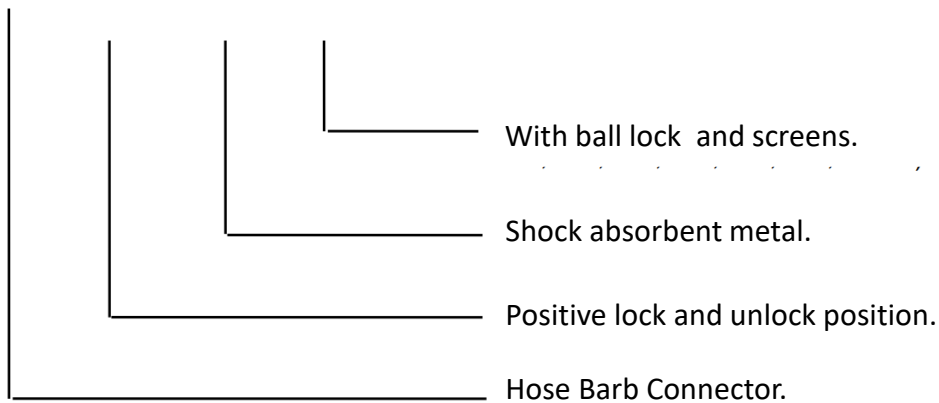 With ball lock  and screens.
Shock absorbent metal.
Positive lock and unlock position.
Hose Barb Connector.